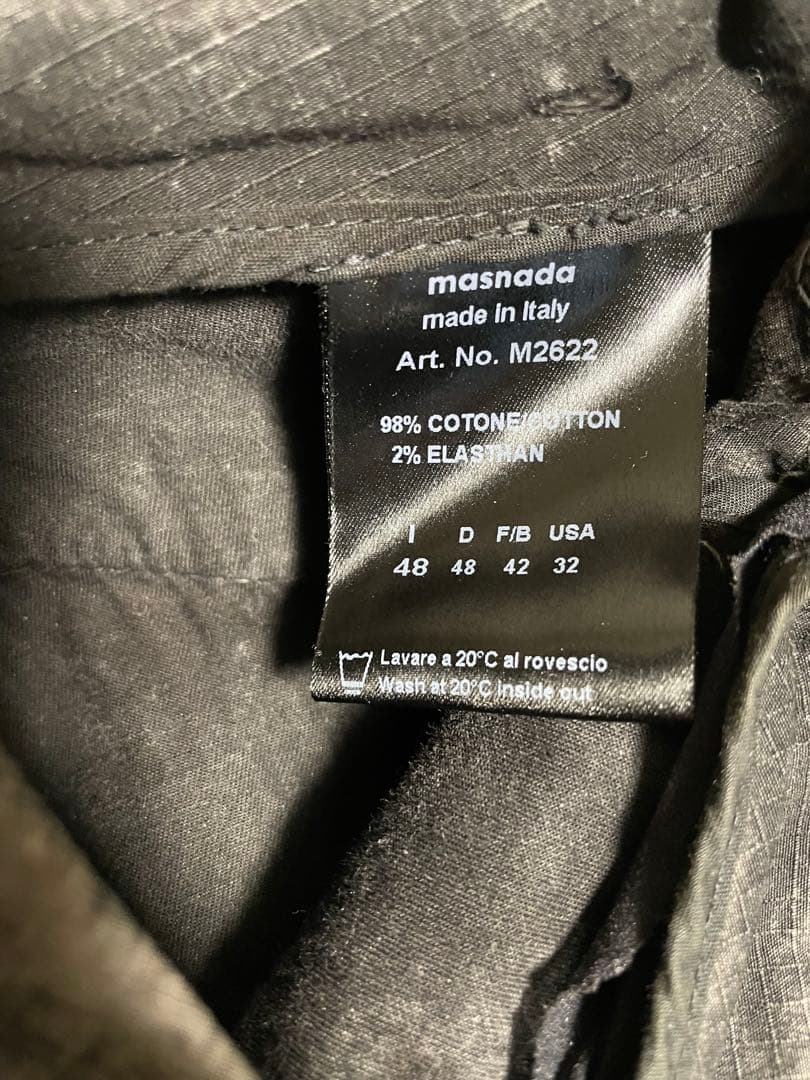 masnada
made in Italy
Art. No. M2622
98% COTONE/COTTON
2% ELASTHAN
I D F/B USA
48 48 42 32
Lavare a 20°C al rovescio
Wash at 20°C inside out